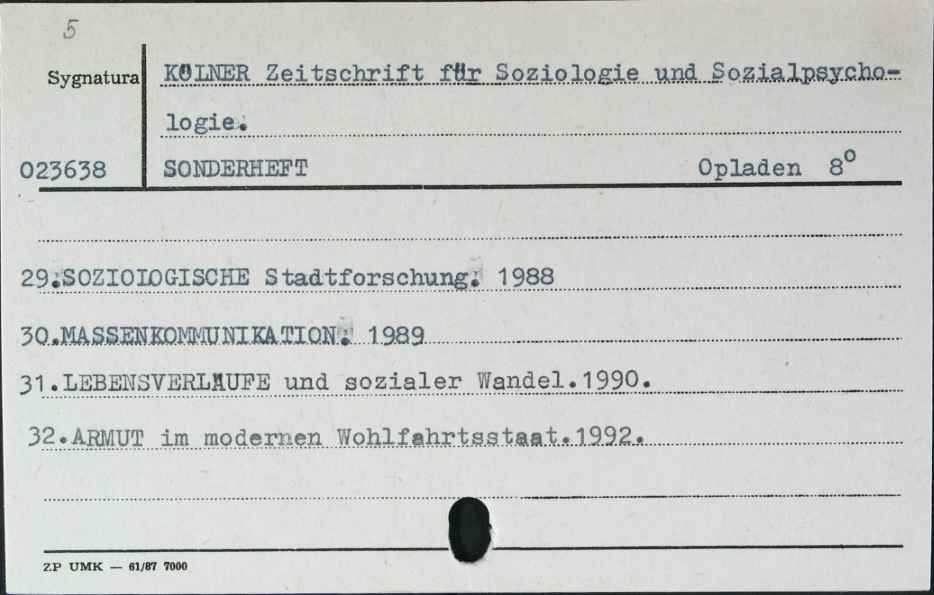 5
Sygnatura
KÖLNER Zeitschrift für Soziologie und Sozialpsycho-
logie.
023638
SONDERHEFT Opladen 8º
29.SOZIOLOGISCHE Stadtforschung. 1988
30.MASSENKOMMUNIKATION. 1989
31.LEBENSVERLÄUFE und sozialer Wandel.1990.
32.ARMUT im modernen Wohlfahrtsstaat.1992.
ZP UMK — 61/87 7000